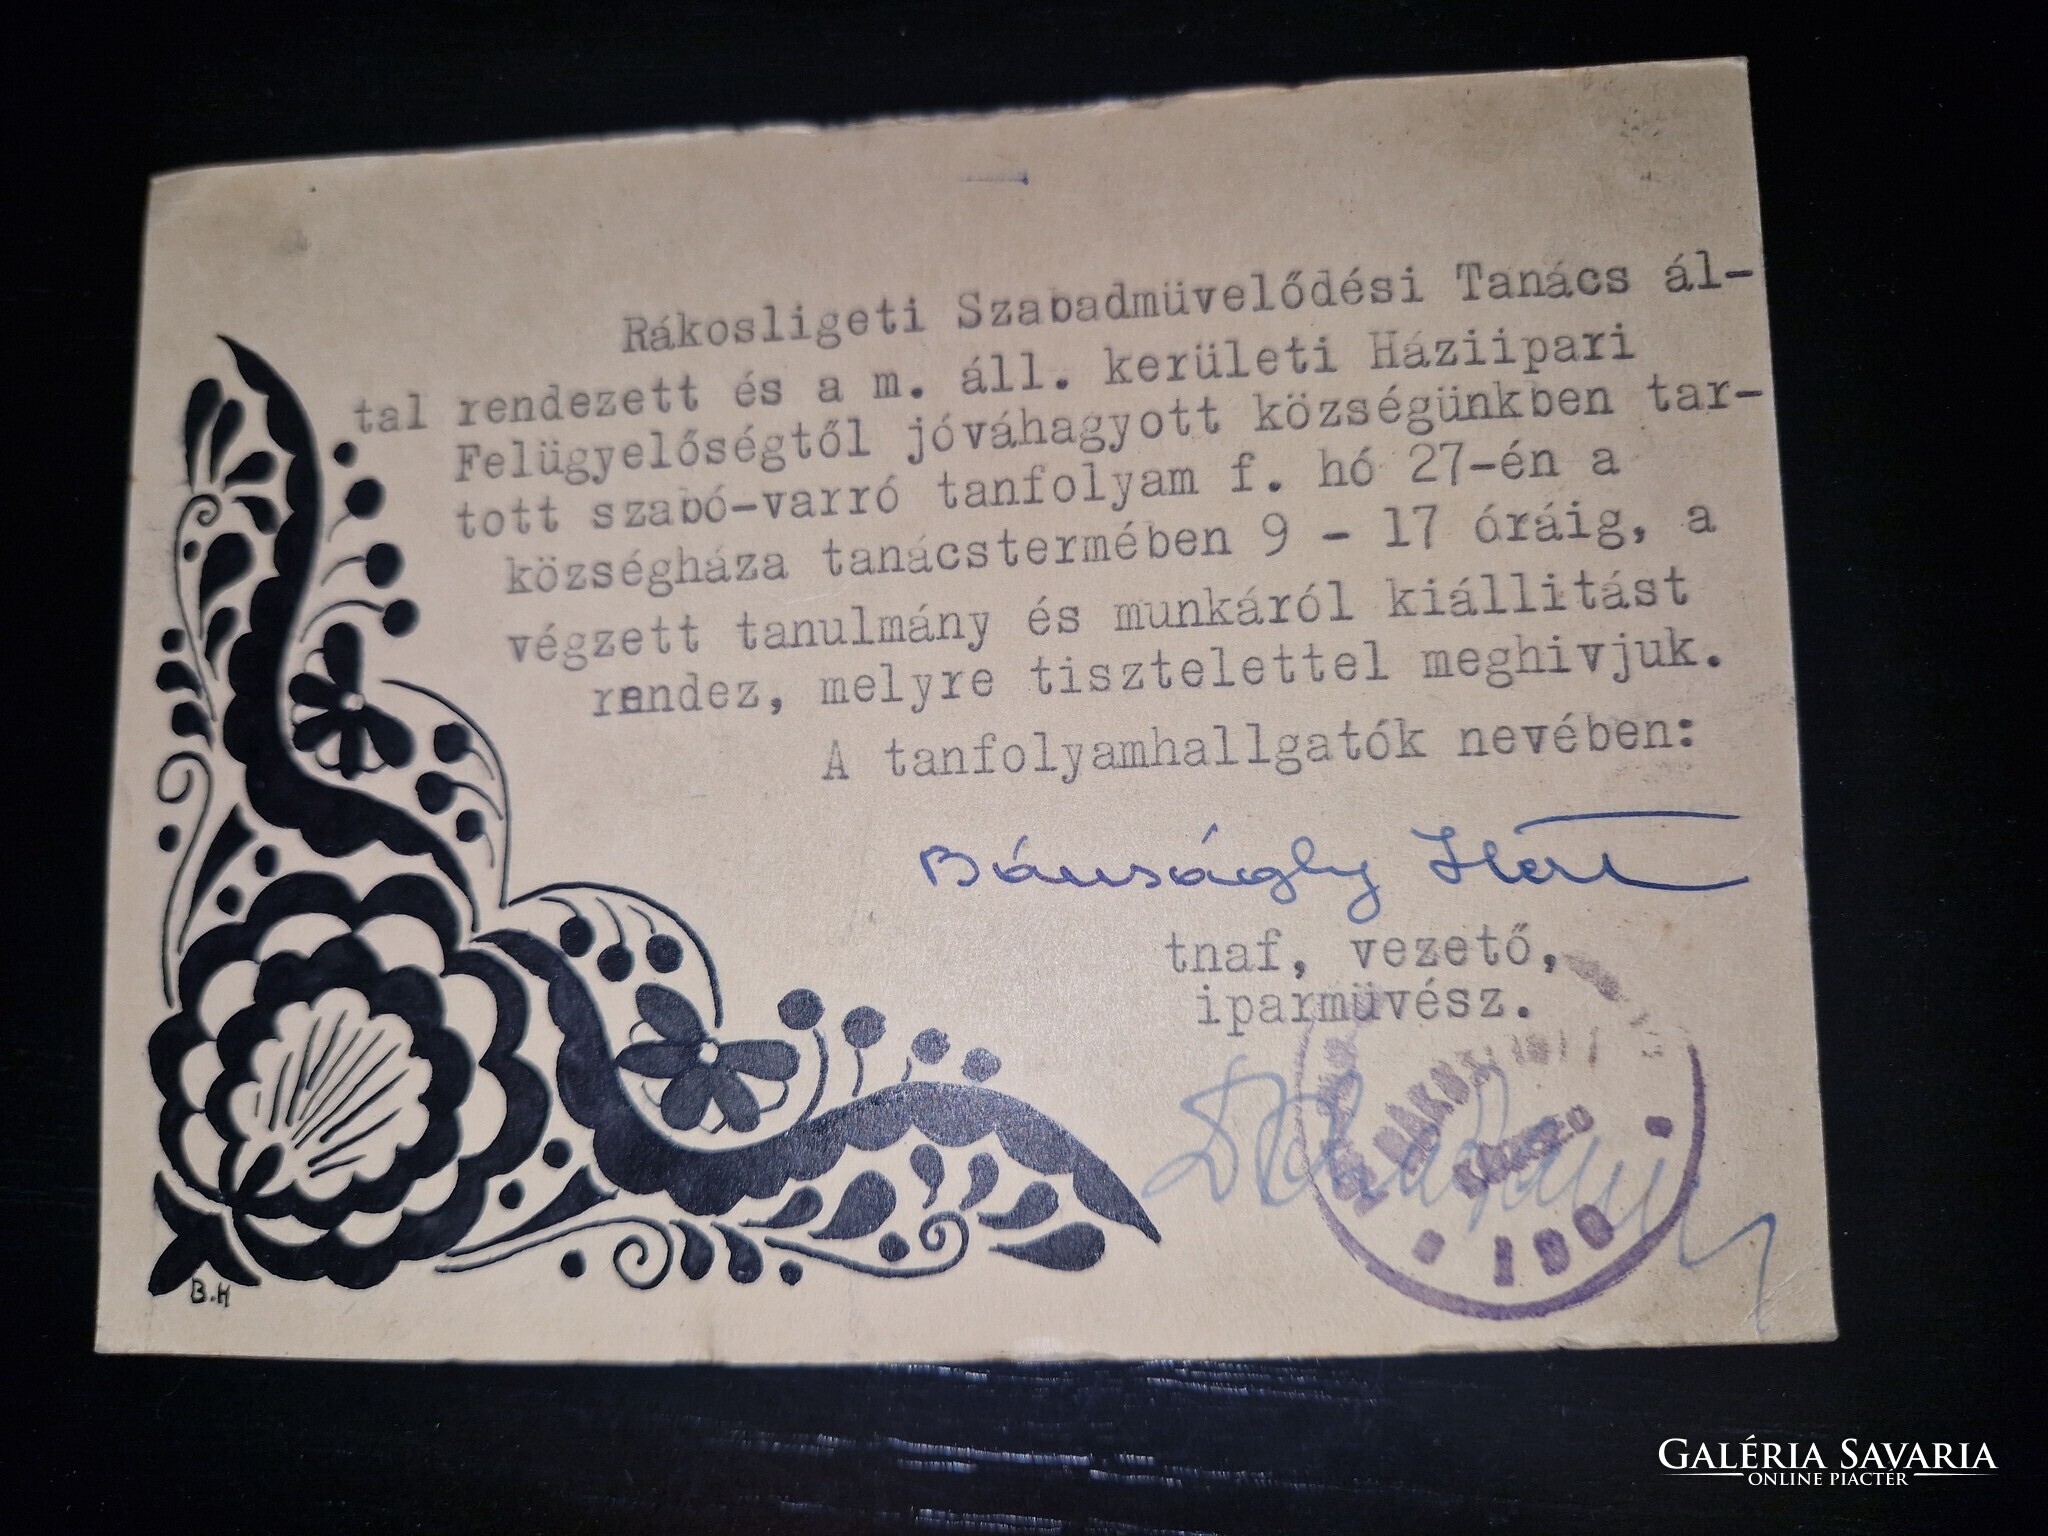 Rákosligeti Szabadmüvelődési Tanács ál-
tal rendezett és a m. áll. kerületi Háziipari
Felügyelőségtől jóváhagyott községünkben tar-
tott szabó-varró tanfolyam f. hó 27-én a
községháza tanácstermében 9 - 17 óráig, a
végzett tanulmány és munkáról kiállitást
rendez, melyre tisztelettel meghivjuk.
A tanfolyamhallgatók nevében:
tnaf, vezető,
iparmüvész.
B.H
GALÉRIA SAVARIA
ONLINE PIACTÉR